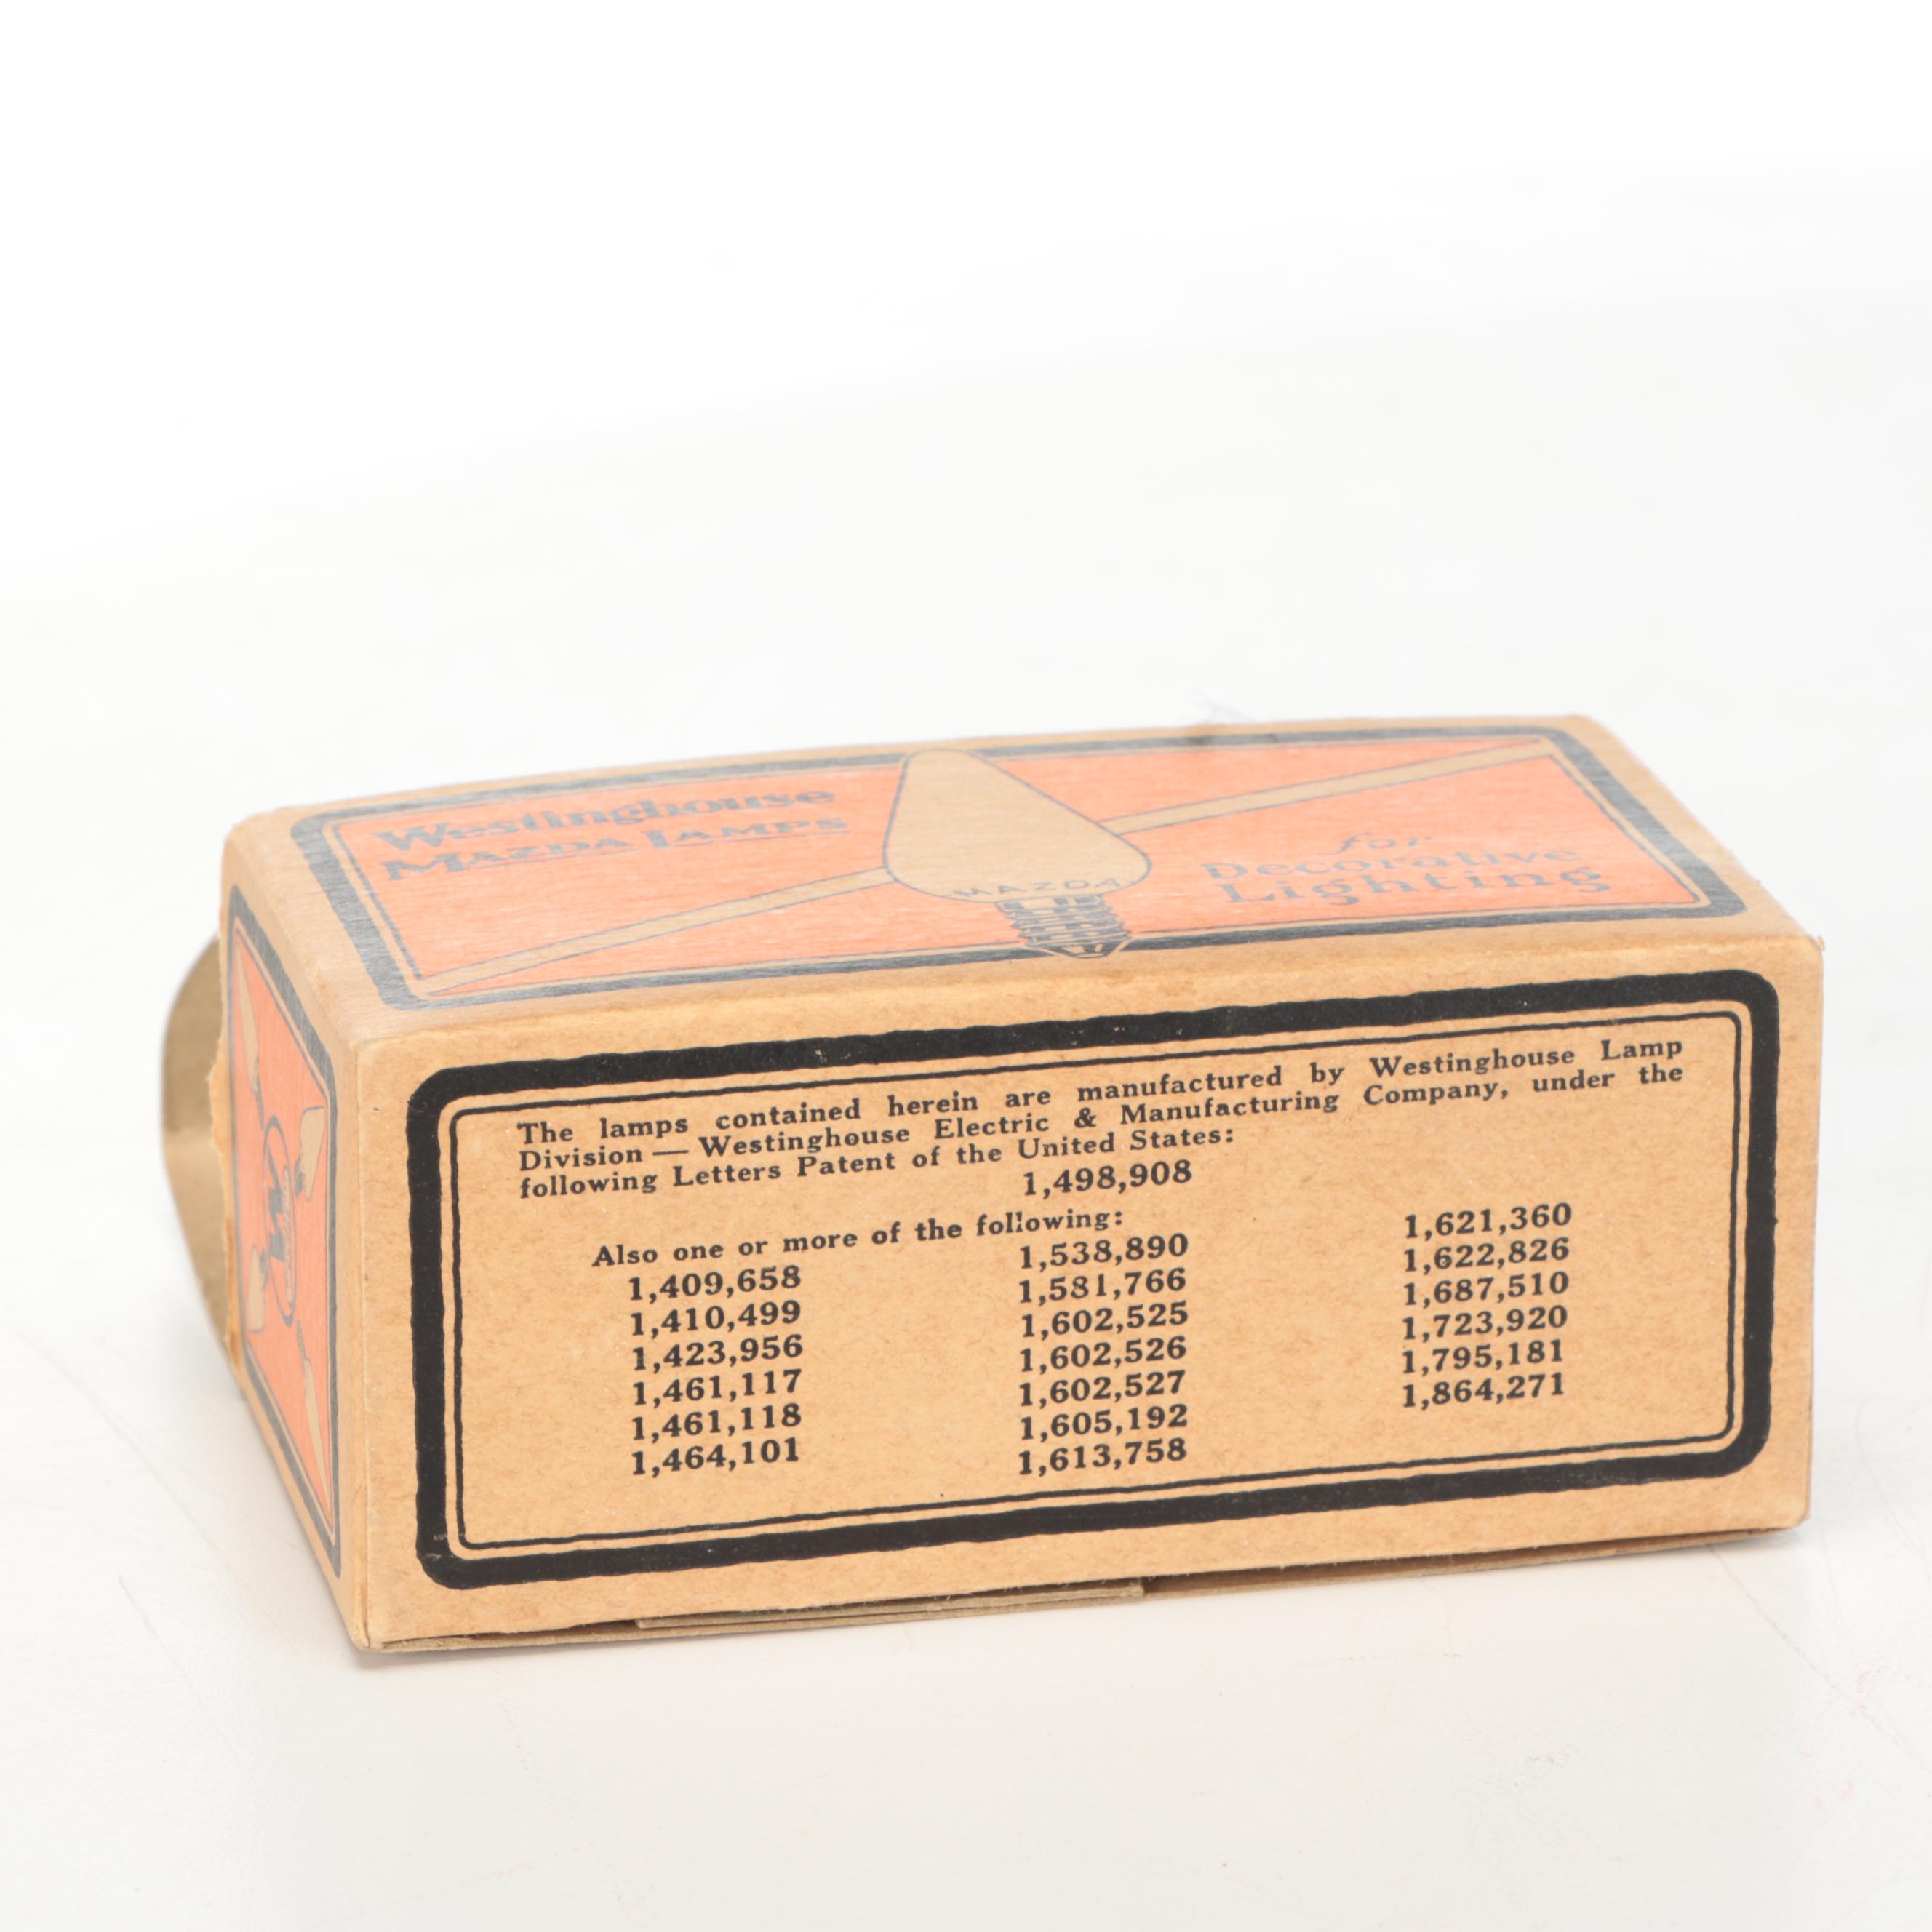 Westinghouse
MAZDA LAMPS
for
Decorative
Lighting
MAZDA
W
The lamps contained herein are manufactured by Westinghouse Lamp
Division — Westinghouse Electric & Manufacturing Company, under the
following Letters Patent of the United States:
1,498,908
Also one or more of the following:
1,409,658
1,410,499
1,423,956
1,461,117
1,461,118
1,464,101
1,538,890
1,581,766
1,602,525
1,602,526
1,602,527
1,605,192
1,613,758
1,621,360
1,622,826
1,687,510
1,723,920
1,795,181
1,864,271